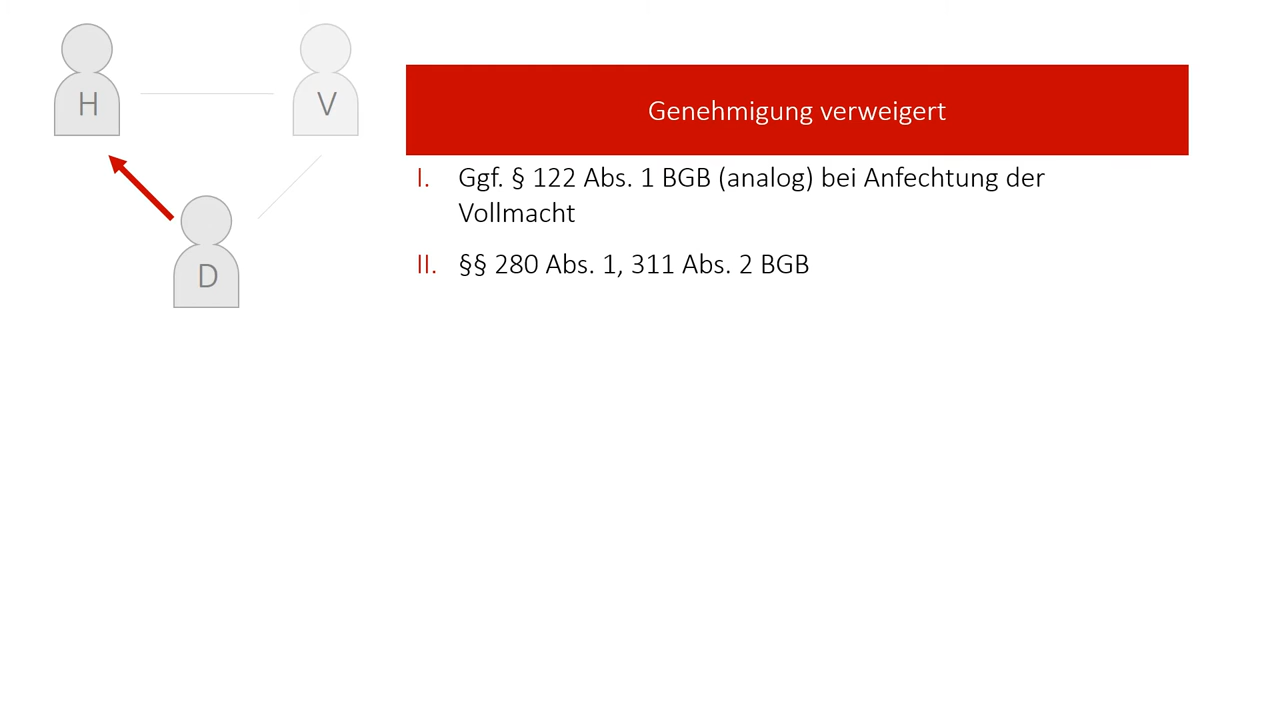 H
V
D
Genehmigung verweigert
I. Ggf. § 122 Abs. 1 BGB (analog) bei Anfechtung der
Vollmacht
II. §§ 280 Abs. 1, 311 Abs. 2 BGB